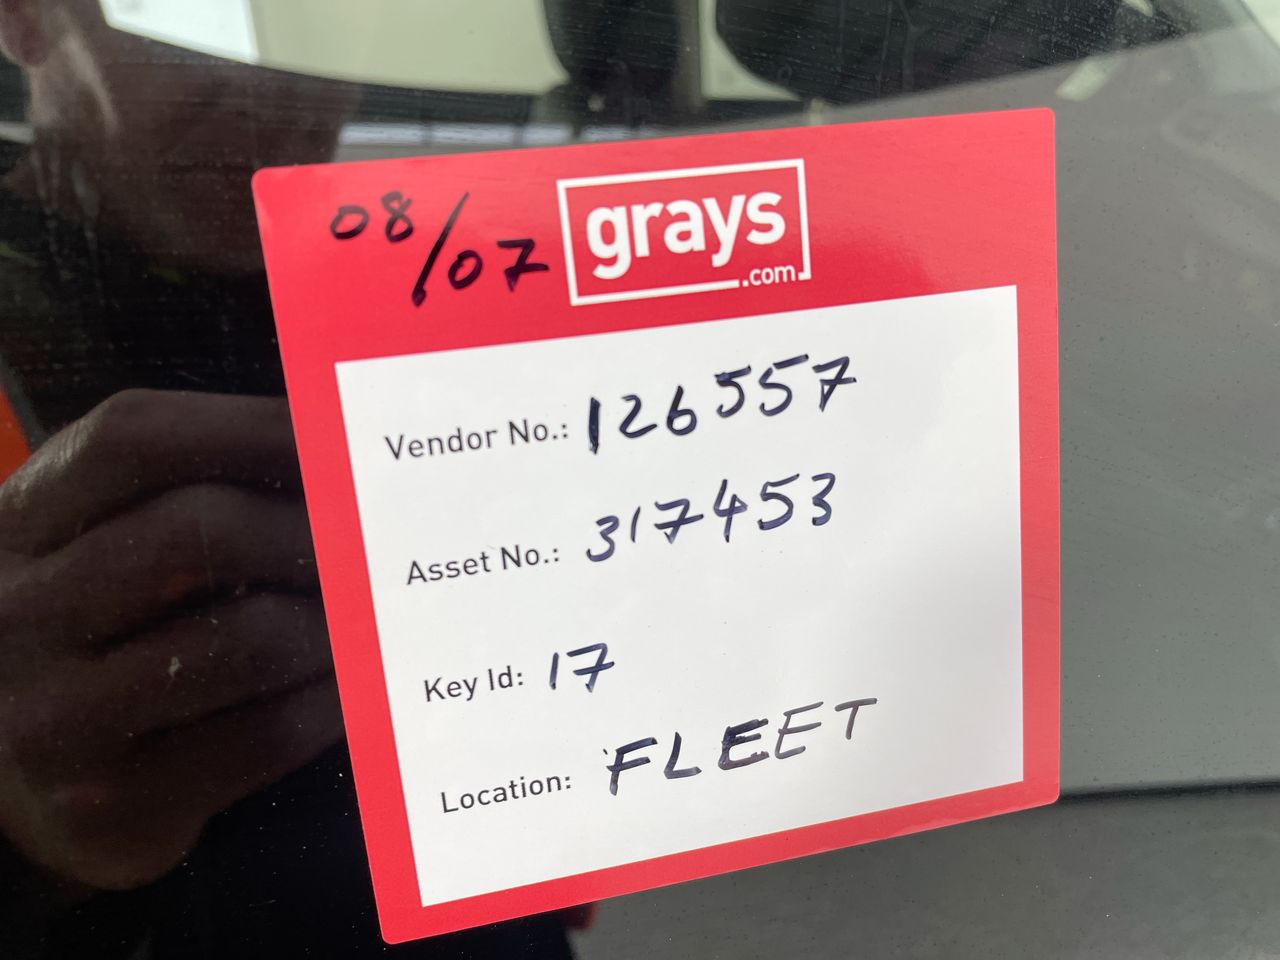 08/07
grays
.com
Vendor No.: 126557
Asset No.: 317453
Key Id: 17
Location: FLEET